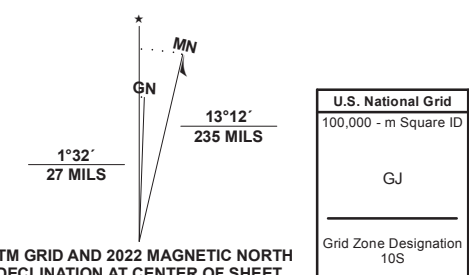 ★
MN
GN
13°12´
235 MILS
1°32´
27 MILS
TM GRID AND 2022 MAGNETIC NORTH
DECLINATION AT CENTER OF SHEET
U.S. National Grid
100,000 - m Square ID
GJ
Grid Zone Designation
10S